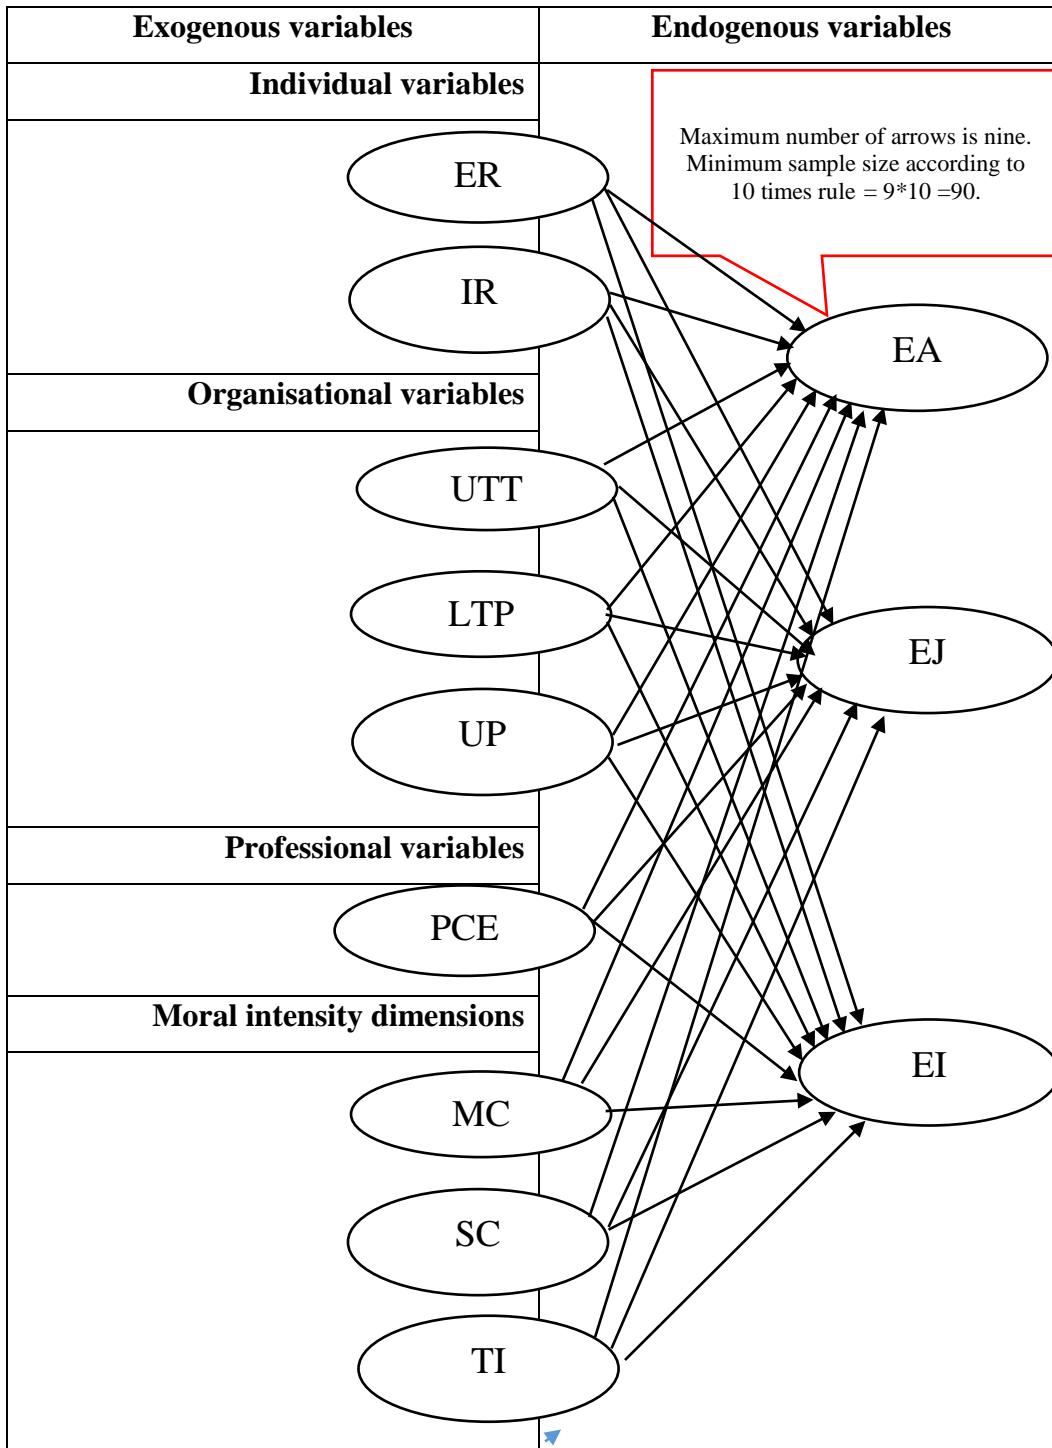 Exogenous variables
Endogenous variables
Individual variables
Maximum number of arrows is nine.
Minimum sample size according to
10 times rule = 9*10 =90.
ER
IR
EA
Organisational variables
UTT
LTP
EJ
UP
Professional variables
PCE
Moral intensity dimensions
EI
MC
SC
TI